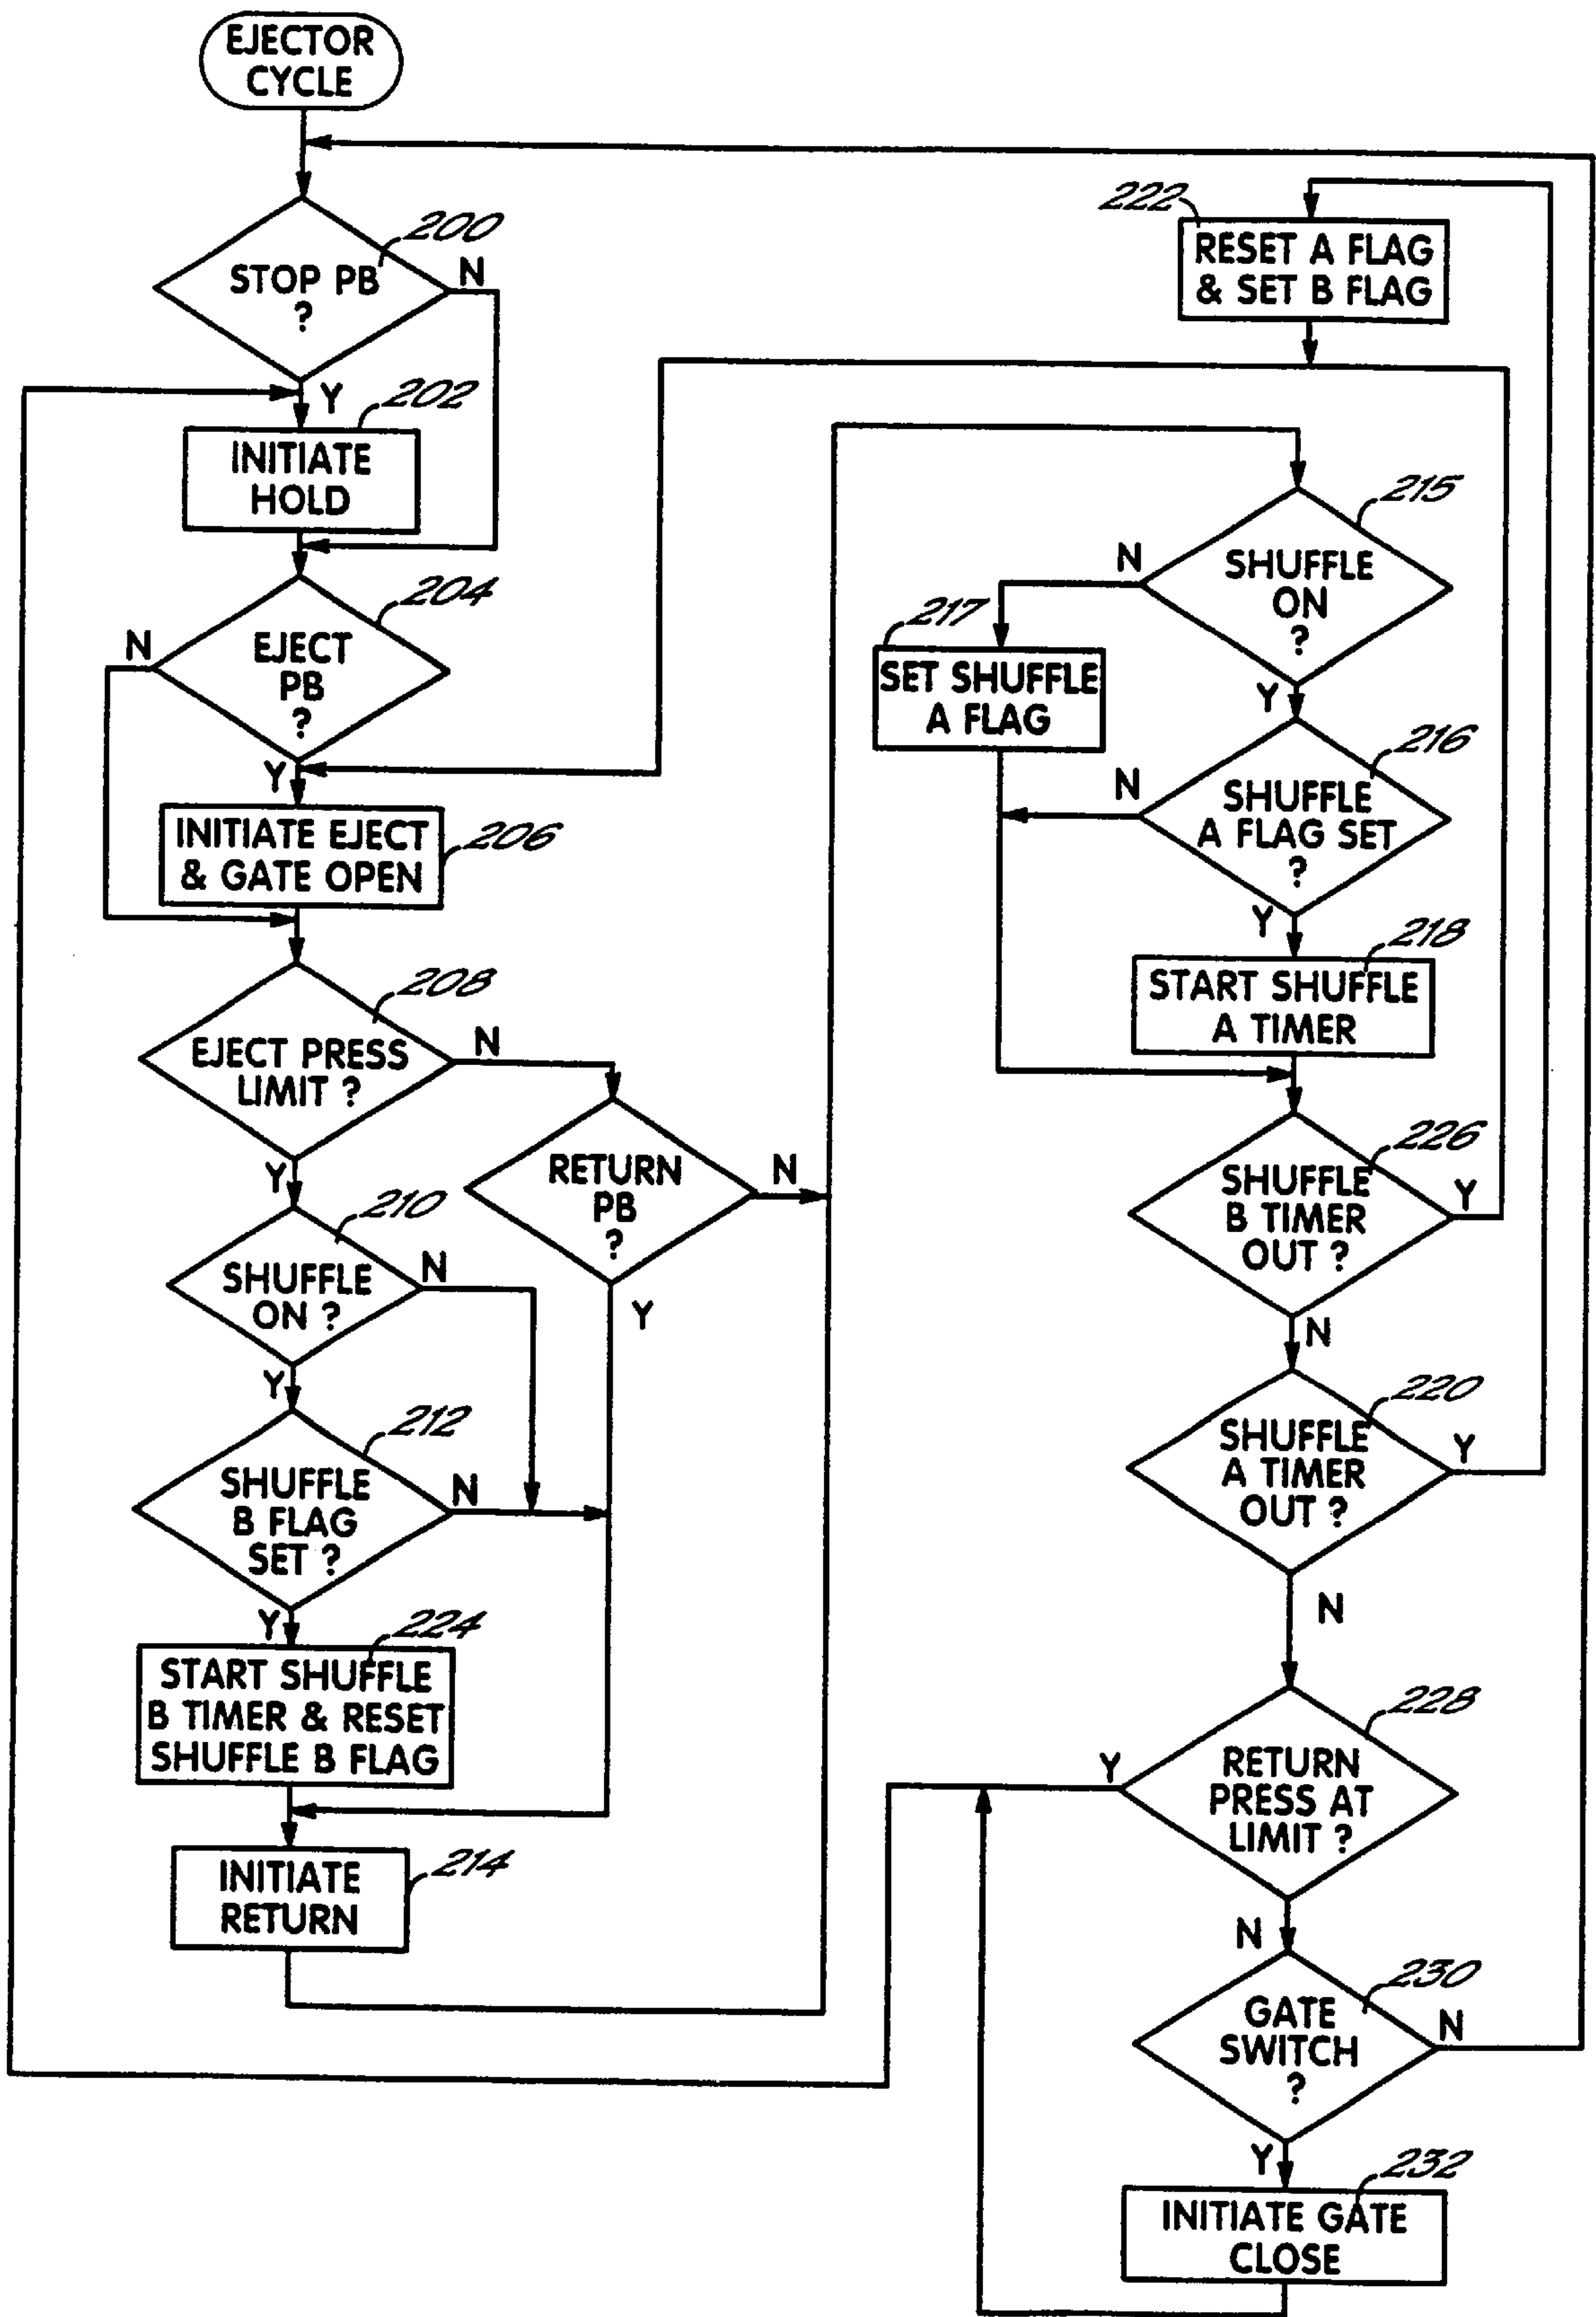 EJECTOR
CYCLE
200
STOP PB
?
N
Y
202
INITIATE
HOLD
204
N
EJECT
PB
?
Y
INITIATE EJECT
& GATE OPEN
206
208
EJECT PRESS
LIMIT ?
N
Y
RETURN
PB
?
N
Y
210
SHUFFLE
ON ?
N
Y
212
SHUFFLE
B FLAG
SET ?
N
Y
224
START SHUFFLE
B TIMER & RESET
SHUFFLE B FLAG
214
INITIATE
RETURN
222
RESET A FLAG
& SET B FLAG
215
SHUFFLE
ON
?
N
Y
217
SET SHUFFLE
A FLAG
216
SHUFFLE
A FLAG SET
?
N
Y
218
START SHUFFLE
A TIMER
226
SHUFFLE
B TIMER
OUT ?
Y
N
220
SHUFFLE
A TIMER
OUT ?
Y
N
228
RETURN
PRESS AT
LIMIT ?
Y
N
230
GATE
SWITCH
?
N
Y
232
INITIATE GATE
CLOSE